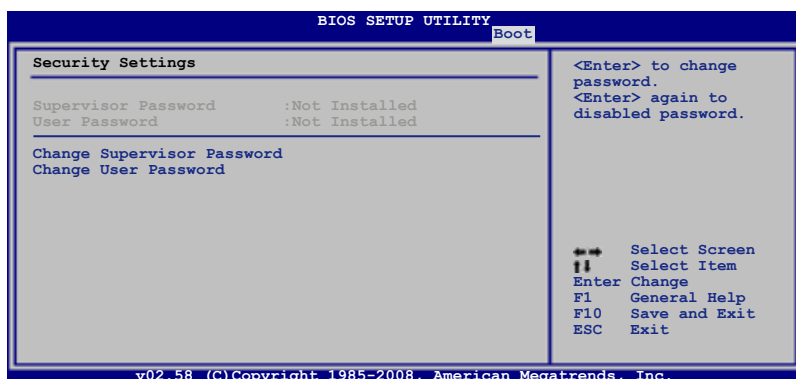 BIOS SETUP UTILITY
Boot
Security Settings
Supervisor Password :Not Installed
User Password :Not Installed
Change Supervisor Password
Change User Password
<Enter> to change
password.
<Enter> again to
disabled password.
←→ Select Screen
↑↓ Select Item
Enter Change
F1 General Help
F10 Save and Exit
ESC Exit
v02.58 (C)Copyright 1985-2008, American Megatrends, Inc.